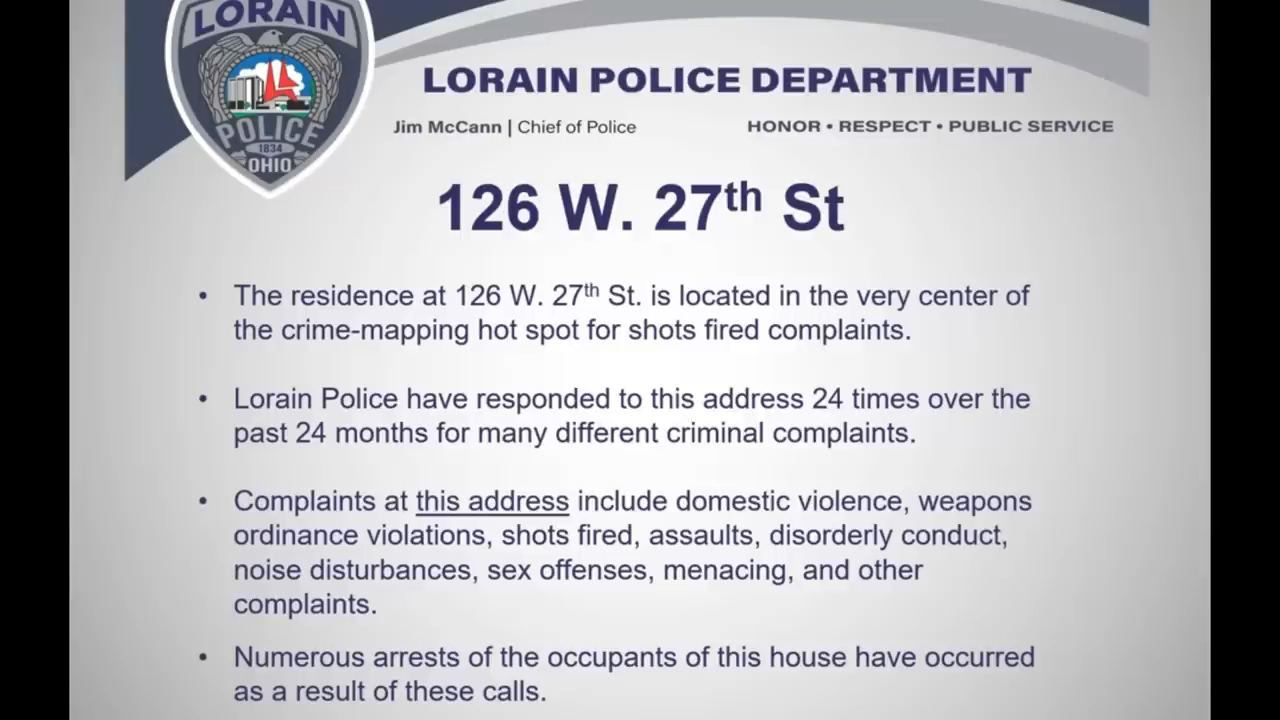 LORAIN
POLICE
1834
OHIO
LORAIN POLICE DEPARTMENT
Jim McCann | Chief of Police
HONOR • RESPECT • PUBLIC SERVICE
126 W. 27th St
• The residence at 126 W. 27th St. is located in the very center of
the crime-mapping hot spot for shots fired complaints.
• Lorain Police have responded to this address 24 times over the
past 24 months for many different criminal complaints.
• Complaints at this address include domestic violence, weapons
ordinance violations, shots fired, assaults, disorderly conduct,
noise disturbances, sex offenses, menacing, and other
complaints.
• Numerous arrests of the occupants of this house have occurred
as a result of these calls.